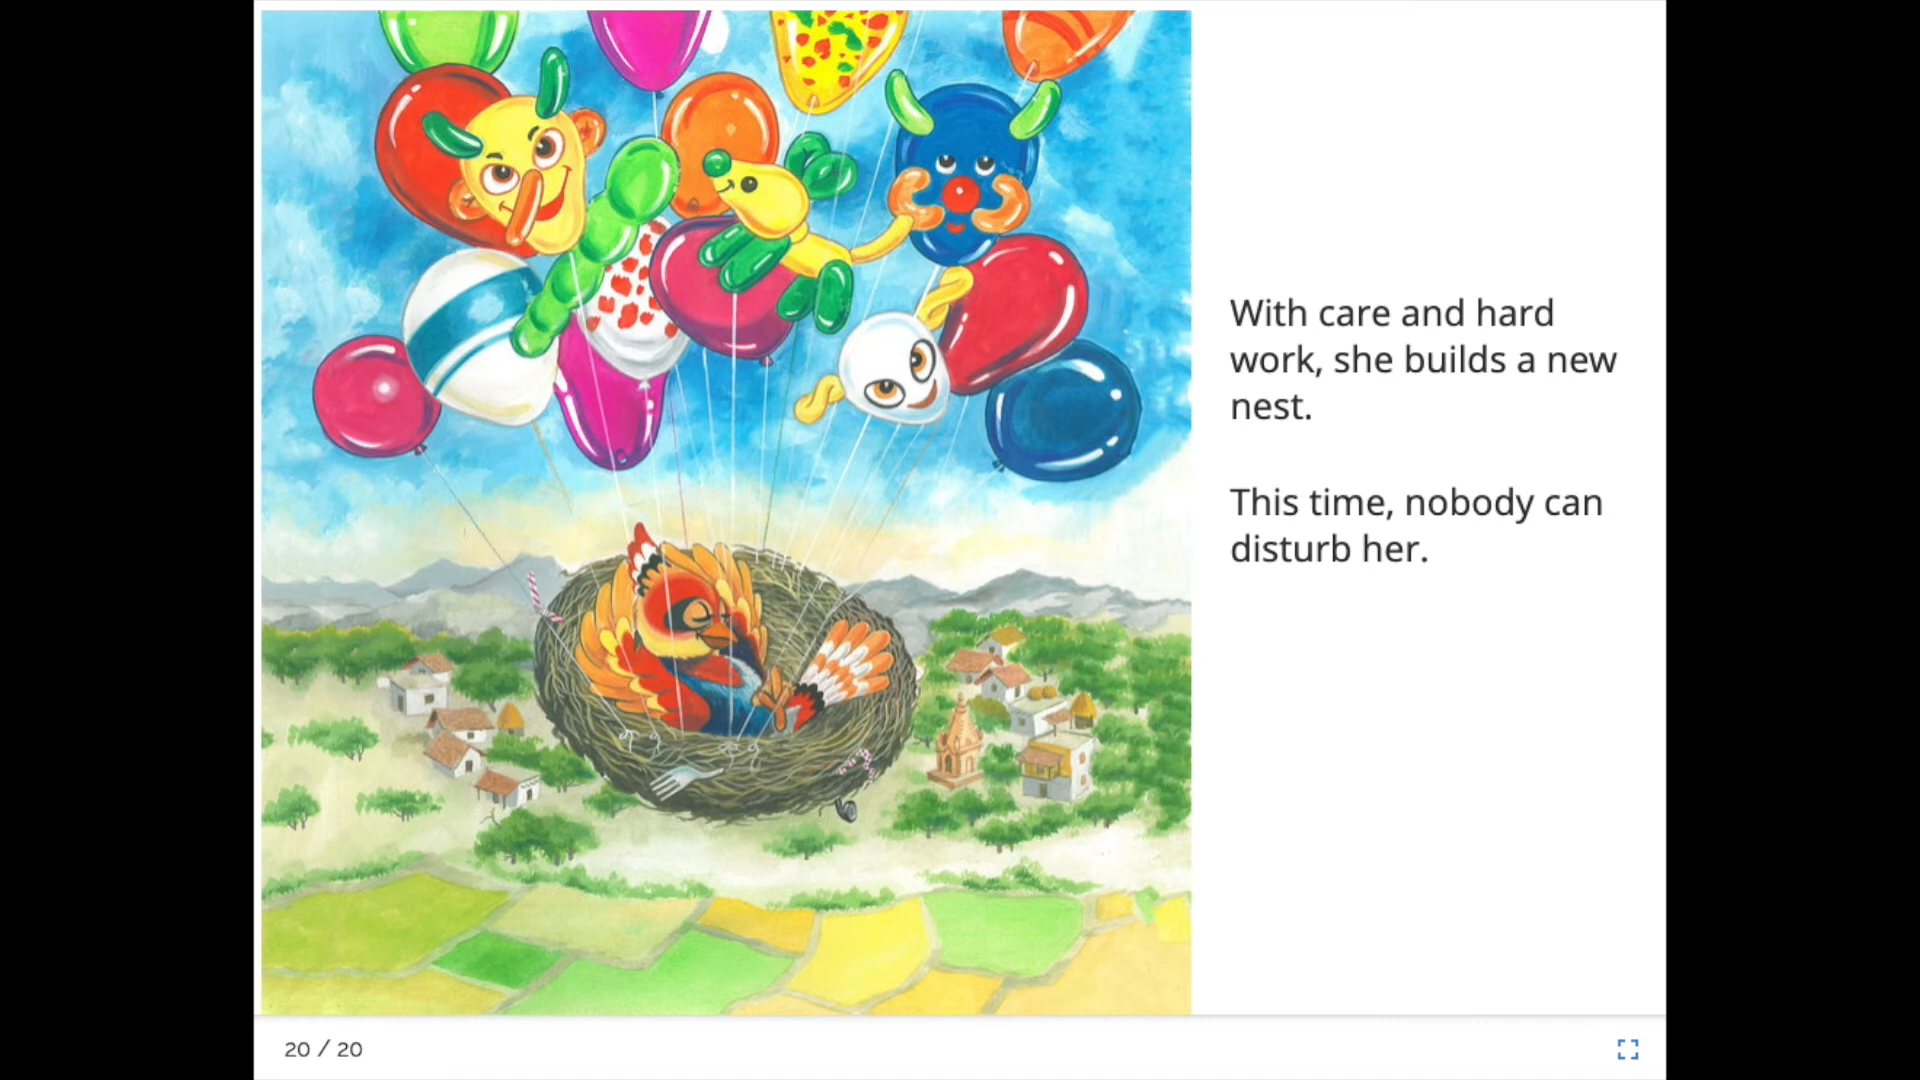 With care and hard
work, she builds a new
nest.
This time, nobody can
disturb her.
20 / 20